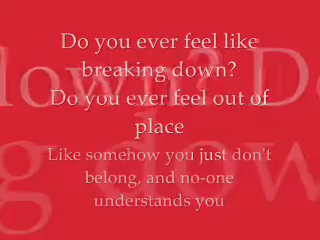 Do you ever feel like
breaking down?
Do you ever feel out of
place
Like somehow you just don't
belong, and no-one
understands you